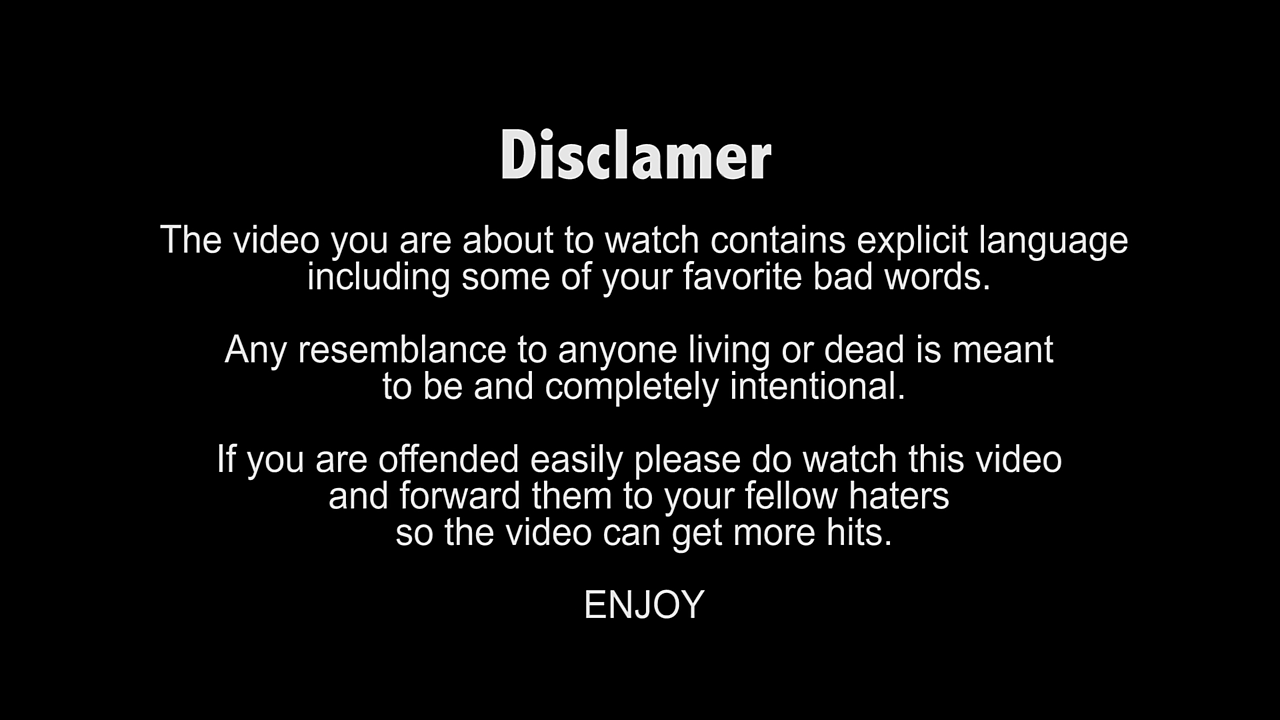 Disclamer
The video you are about to watch contains explicit language
including some of your favorite bad words.
Any resemblance to anyone living or dead is meant
to be and completely intentional.
If you are offended easily please do watch this video
and forward them to your fellow haters
so the video can get more hits.
ENJOY